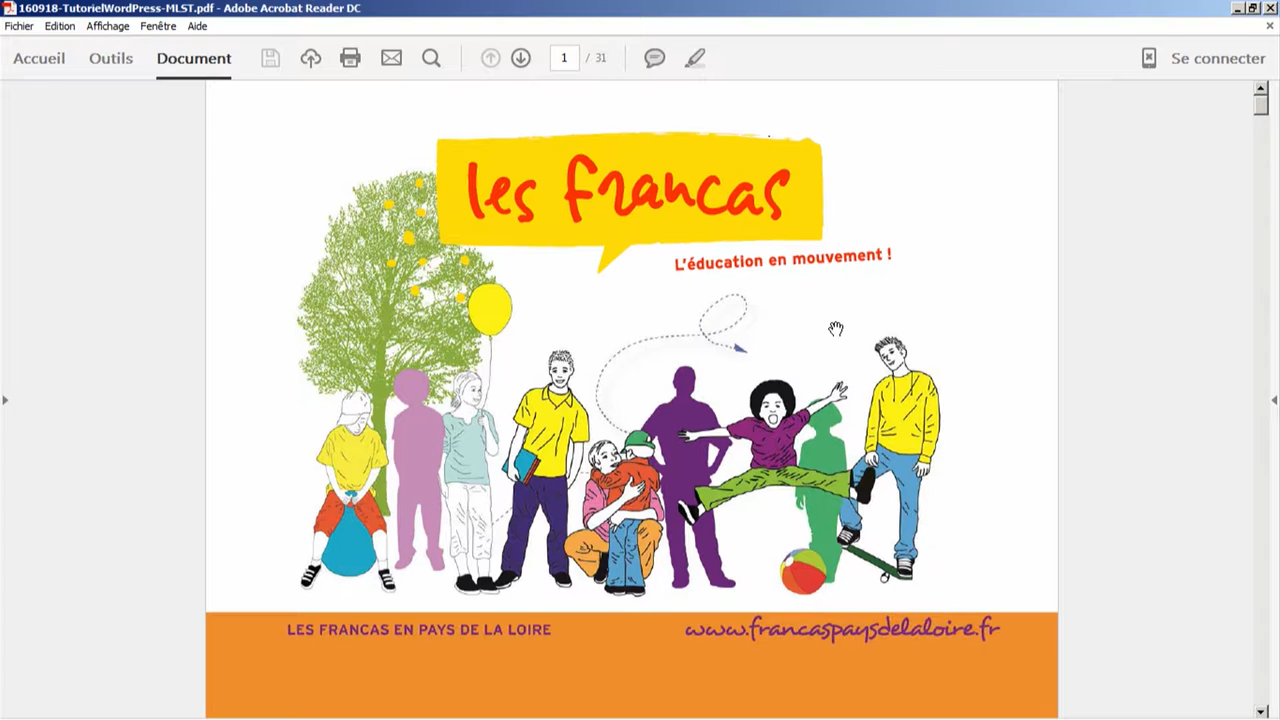 160918-TutorielWordPress-MLST.pdf - Adobe Acrobat Reader DC
Fichier Edition Affichage Fenêtre Aide
Accueil Outils Document 1 / 31 Se connecter
les francas
L'éducation en mouvement !
LES FRANCAS EN PAYS DE LA LOIRE
www.francaspaysdelaloire.fr